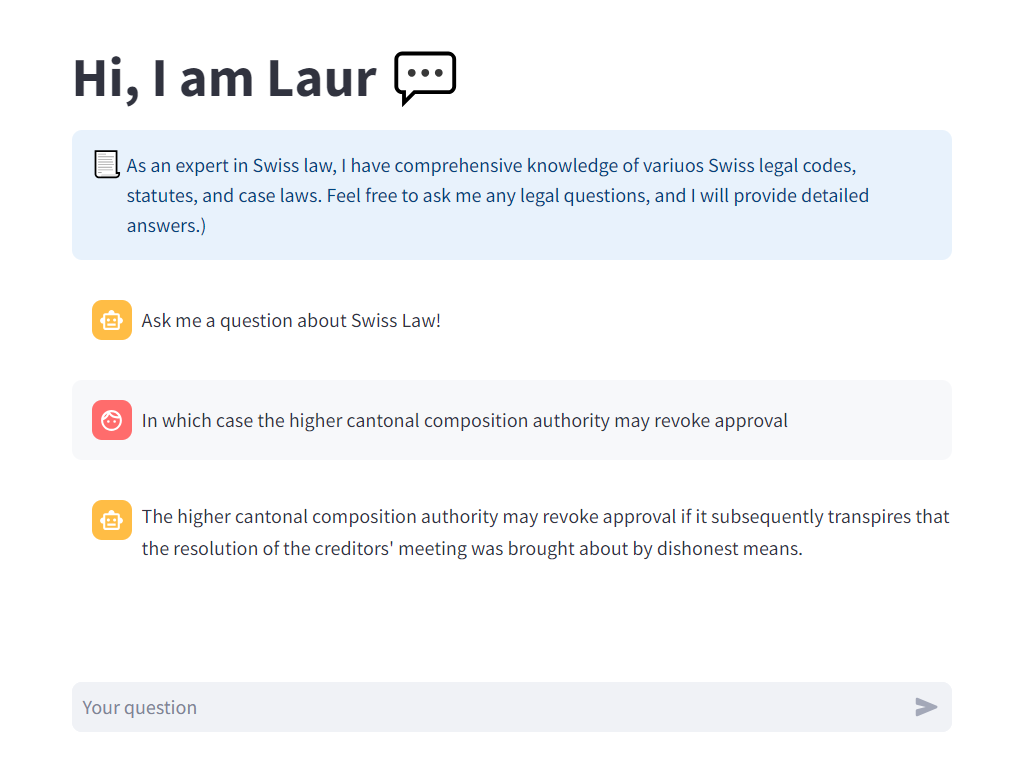 Hi, I am Laur
As an expert in Swiss law, I have comprehensive knowledge of variuos Swiss legal codes,
statutes, and case laws. Feel free to ask me any legal questions, and I will provide detailed
answers.)
Ask me a question about Swiss Law!
In which case the higher cantonal composition authority may revoke approval
The higher cantonal composition authority may revoke approval if it subsequently transpires that
the resolution of the creditors' meeting was brought about by dishonest means.
Your question